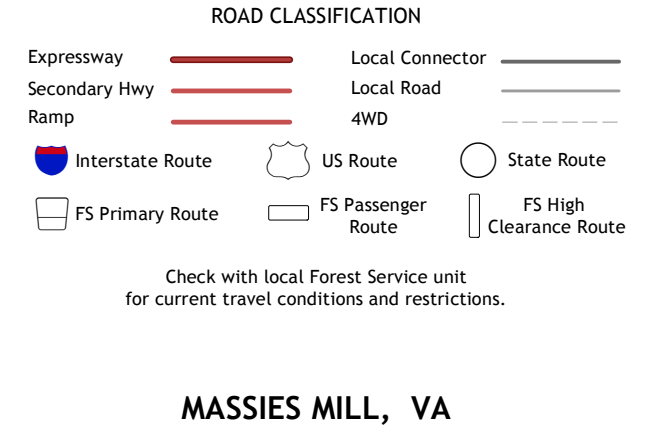 ROAD CLASSIFICATION
Expressway
Local Connector
Secondary Hwy
Local Road
Ramp
4WD
Interstate Route
US Route
State Route
FS Primary Route
FS Passenger
Route
FS High
Clearance Route
Check with local Forest Service unit
for current travel conditions and restrictions.
MASSIES MILL, VA